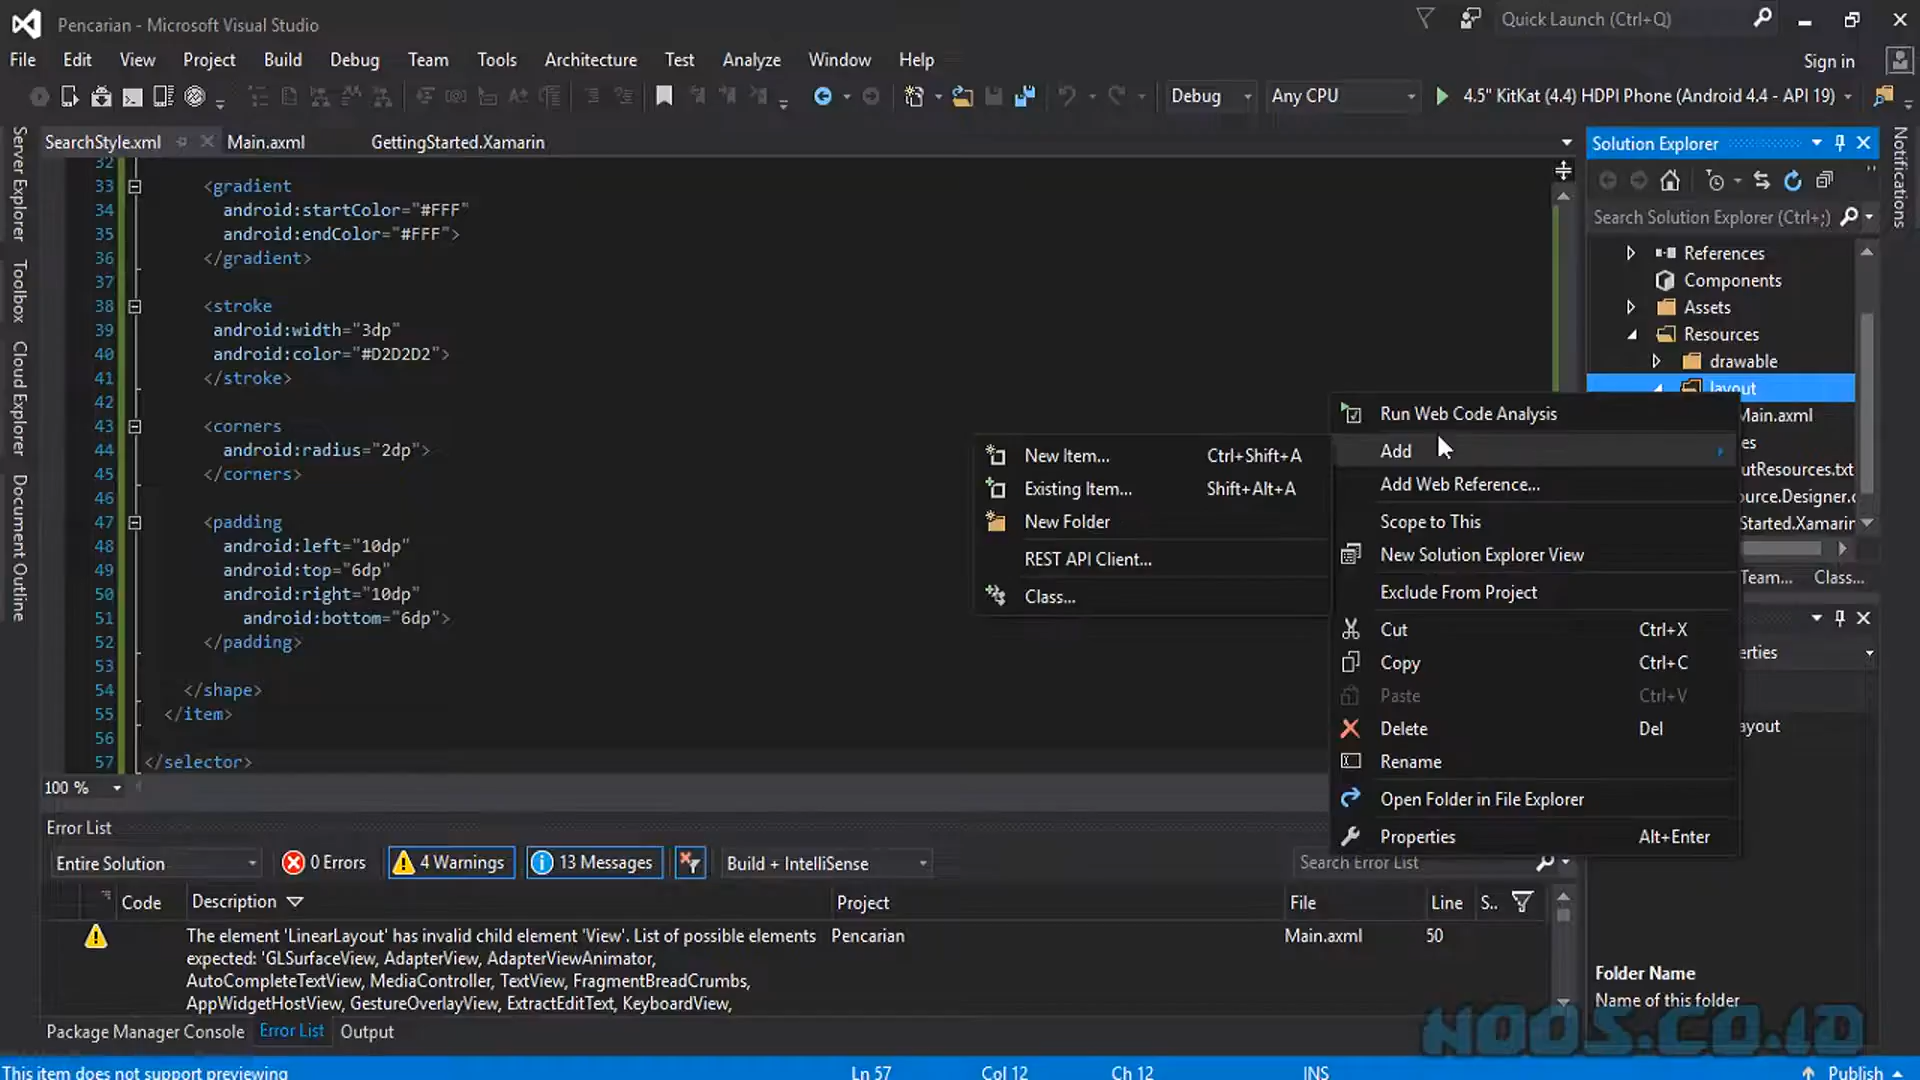 Pencarian - Microsoft Visual Studio
Quick Launch (Ctrl+Q)
File Edit View Project Build Debug Team Tools Architecture Test Analyze Window Help
Sign in
Debug
Any CPU
4.5" KitKat (4.4) HDPI Phone (Android 4.4 - API 19)
Server Explorer
Toolbox
Cloud Explorer
Document Outline
SearchStyle.xml
Main.axml
GettingStarted.Xamarin
32
33 <gradient
34 android:startColor="#FFF"
35 android:endColor="#FFF">
36 </gradient>
37
38 <stroke
39 android:width="3dp"
40 android:color="#D2D2D2">
41 </stroke>
42
43 <corners
44 android:radius="2dp">
45 </corners>
46
47 <padding
48 android:left="10dp"
49 android:top="6dp"
50 android:right="10dp"
51 android:bottom="6dp">
52 </padding>
53
54 </shape>
55 </item>
56
57 </selector>
100 %
New Item... Ctrl+Shift+A
Existing Item... Shift+Alt+A
New Folder
REST API Client...
Class...
Run Web Code Analysis
Add
Add Web Reference...
Scope to This
New Solution Explorer View
Exclude From Project
Cut Ctrl+X
Copy Ctrl+C
Paste Ctrl+V
Delete Del
Rename
Open Folder in File Explorer
Properties Alt+Enter
Solution Explorer
Search Solution Explorer (Ctrl+;)
References
Components
Assets
Resources
drawable
layout
Main.axml
es
utResources.txt
ource.Designer.c
Started.Xamarin
Team... Class...
erties
ayout
Folder Name
Name of this folder
Notifications
Error List
Entire Solution
0 Errors
4 Warnings
13 Messages
Build + IntelliSense
Search Error List
Code Description Project File Line S..
The element 'LinearLayout' has invalid child element 'View'. List of possible elements Pencarian Main.axml 50
expected: 'GLSurfaceView, AdapterView, AdapterViewAnimator,
AutoCompleteTextView, MediaController, TextView, FragmentBreadCrumbs,
AppWidgetHostView, GestureOverlayView, ExtractEditText, KeyboardView,
Package Manager Console Error List Output
HOOS.CO.ID
This item does not support previewing
Ln 57 Col 12 Ch 12 INS
Publish